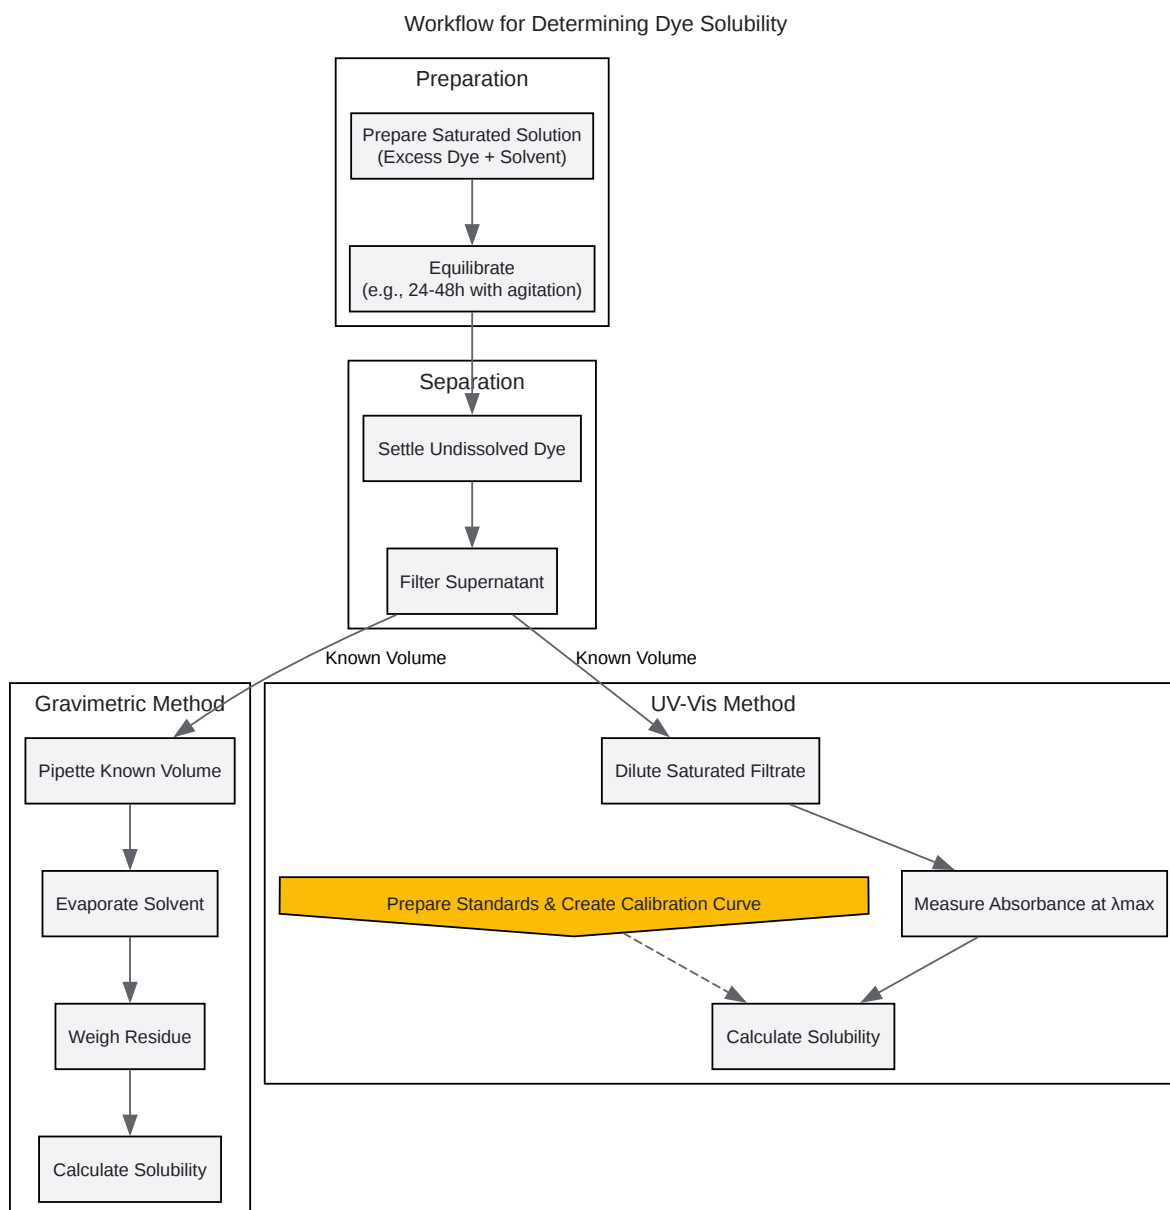 Workflow for Determining Dye Solubility
Preparation
Prepare Saturated Solution
(Excess Dye + Solvent)
Equilibrate
(e.g., 24-48h with agitation)
Separation
Settle Undissolved Dye
Filter Supernatant
Known Volume
Known Volume
Gravimetric Method
Pipette Known Volume
Evaporate Solvent
Weigh Residue
Calculate Solubility
UV-Vis Method
Dilute Saturated Filtrate
Prepare Standards & Create Calibration Curve
Measure Absorbance at λmax
Calculate Solubility